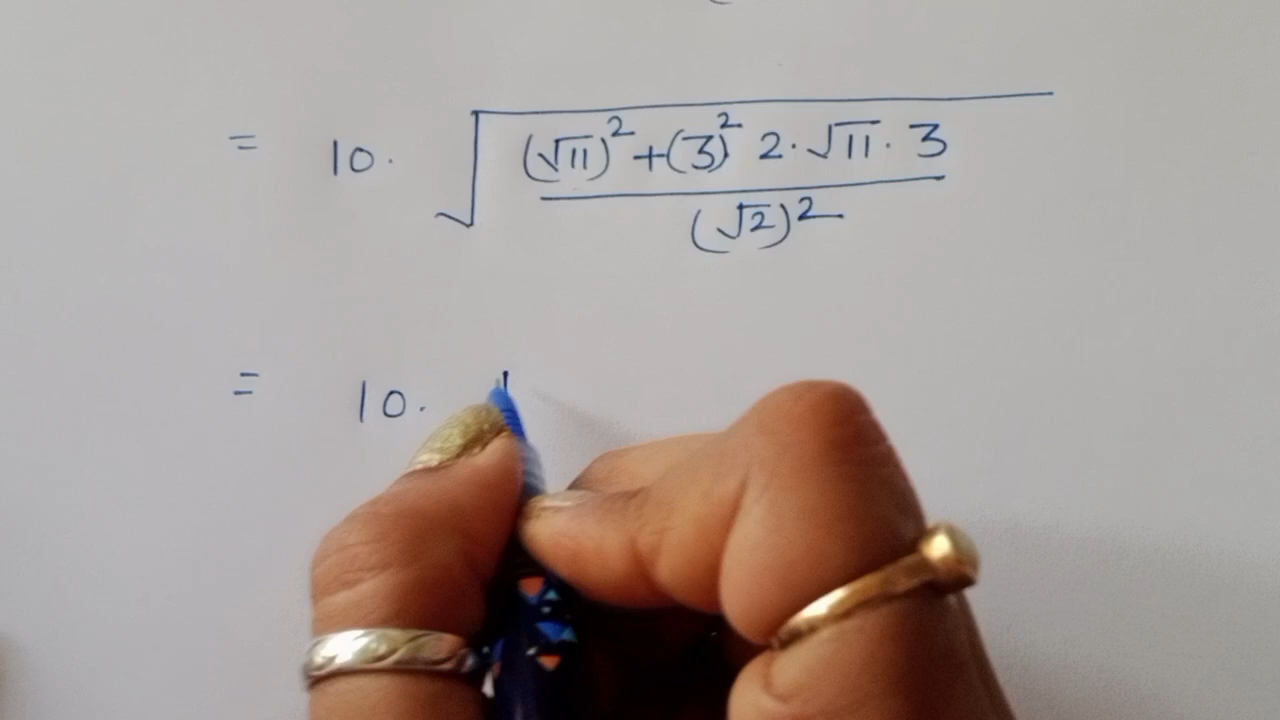 = 10. √((√11)² + (3)² 2·√11·3 / (√2)²)
= 10.